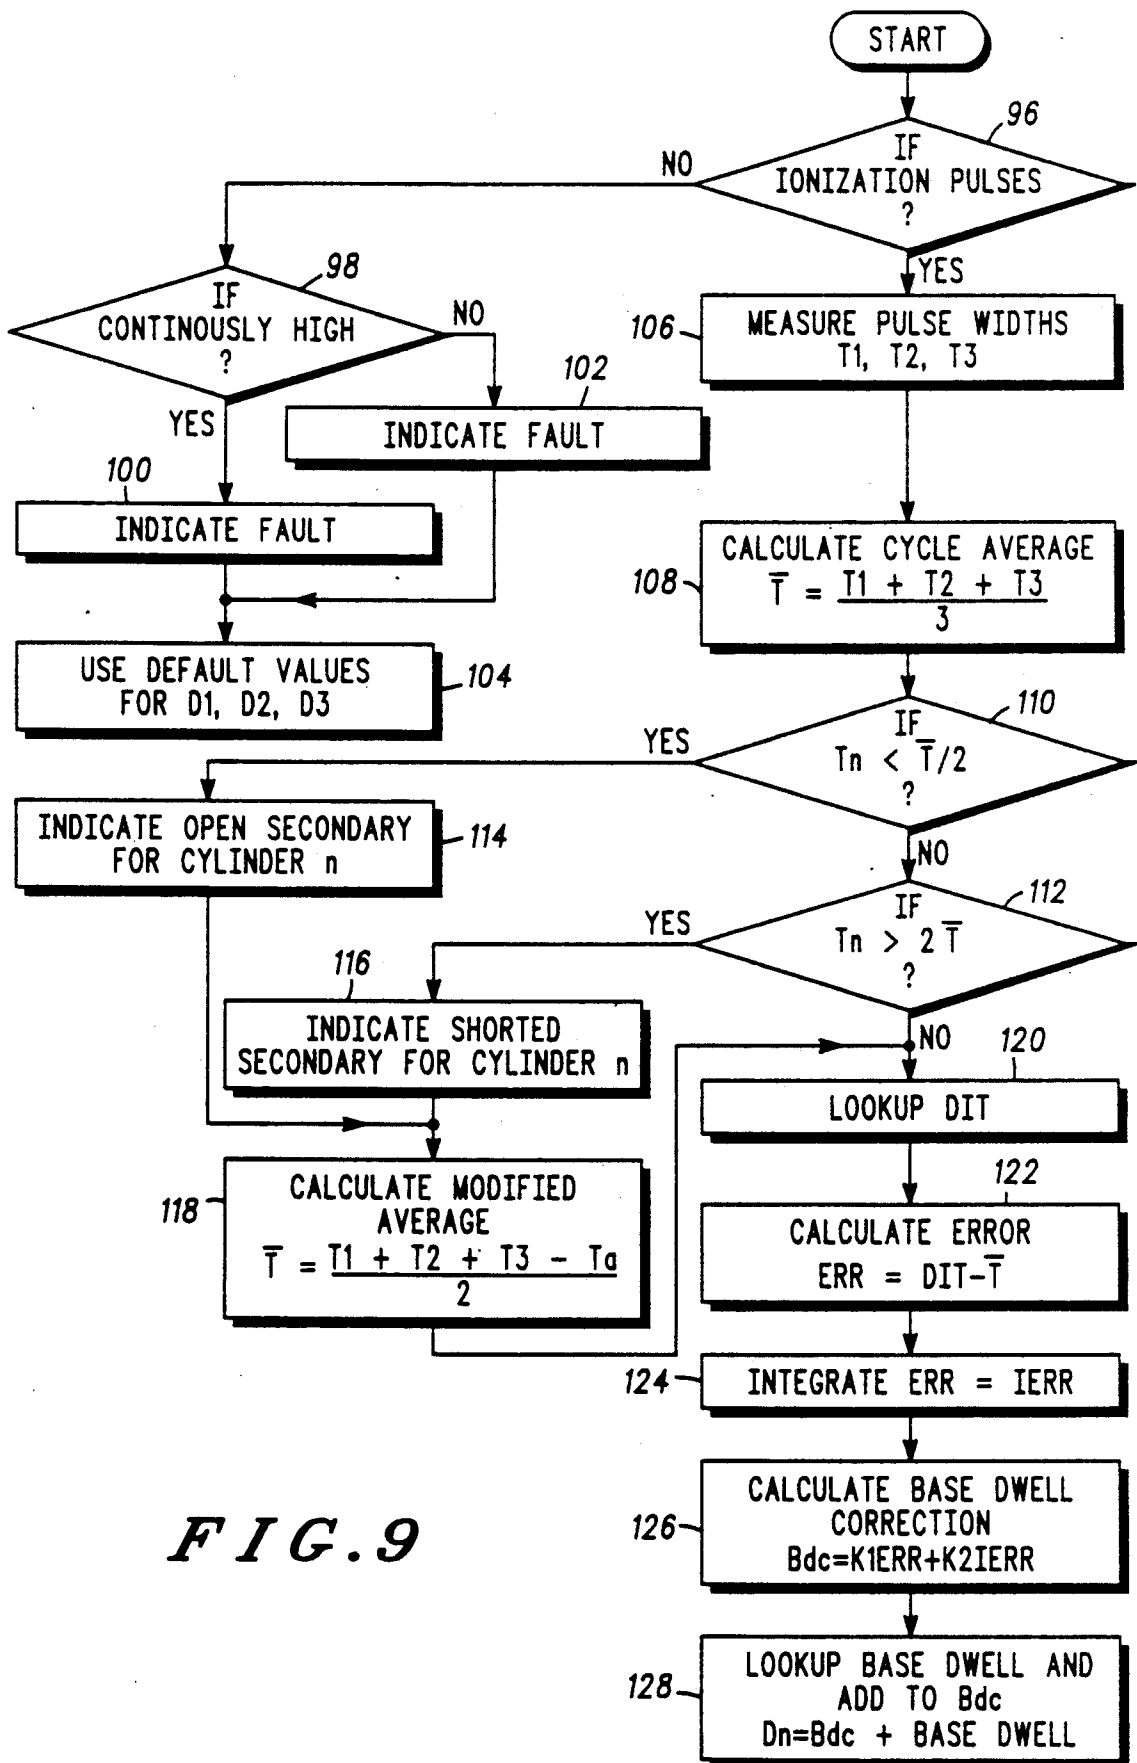 START
96
IF
IONIZATION PULSES
?
NO
YES
98
IF
CONTINOUSLY HIGH
?
NO
YES
106
MEASURE PULSE WIDTHS
T1, T2, T3
102
INDICATE FAULT
100
INDICATE FAULT
108
CALCULATE CYCLE AVERAGE
T̅ = (T1 + T2 + T3)/3
USE DEFAULT VALUES
FOR D1, D2, D3
104
110
IF
Tn < T̅/2
?
YES
NO
INDICATE OPEN SECONDARY
FOR CYLINDER n
114
112
IF
Tn > 2 T̅
?
YES
NO
116
INDICATE SHORTED
SECONDARY FOR CYLINDER n
120
LOOKUP DIT
118
CALCULATE MODIFIED
AVERAGE
T̅ = (T1 + T2 + T3 - Ta)/2
122
CALCULATE ERROR
ERR = DIT-T̅
124
INTEGRATE ERR = IERR
126
CALCULATE BASE DWELL
CORRECTION
Bdc=K1ERR+K2IERR
128
LOOKUP BASE DWELL AND
ADD TO Bdc
Dn=Bdc + BASE DWELL
FIG.9